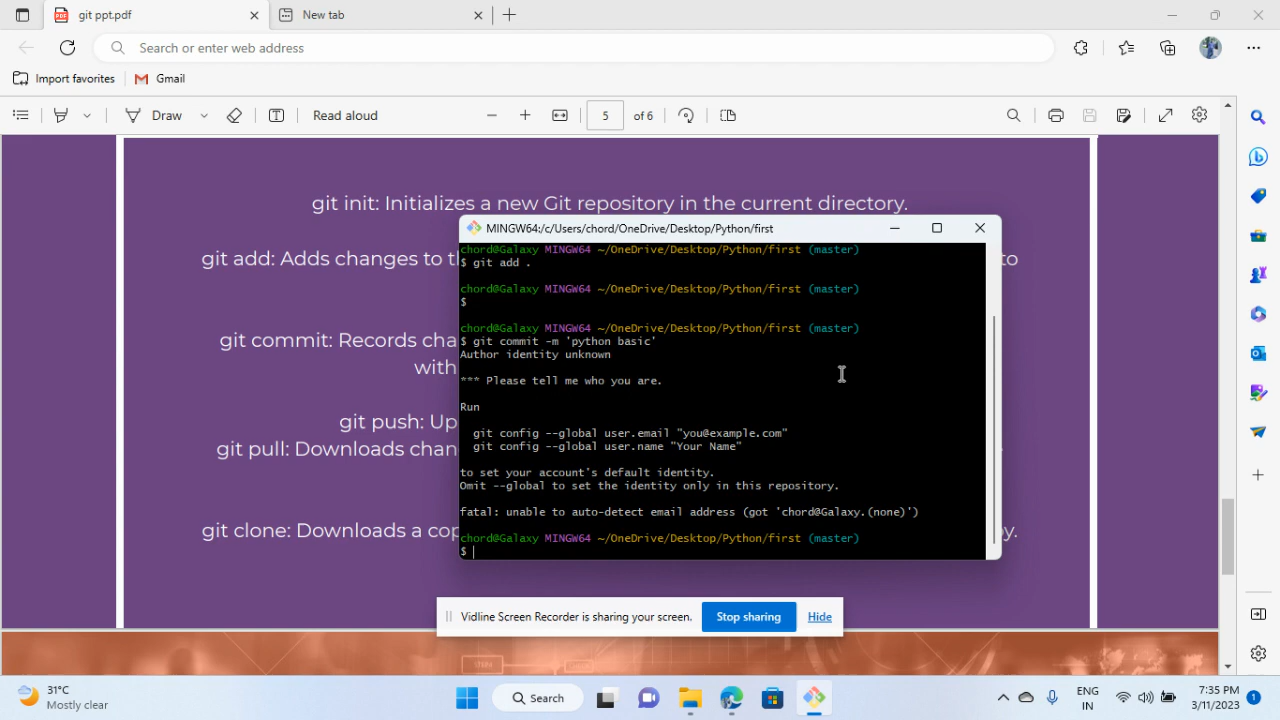 git ppt.pdf
New tab
Search or enter web address
Import favorites
Gmail
Draw
Read aloud
5
of 6
git init: Initializes a new Git repository in the current directory.
git add: Adds changes to t
to
git commit: Records cha
with
git push: Up
git pull: Downloads chan
git clone: Downloads a cop
y.
MINGW64:/c/Users/chord/OneDrive/Desktop/Python/first
chord@Galaxy MINGW64 ~/OneDrive/Desktop/Python/first (master)
$ git add .
chord@Galaxy MINGW64 ~/OneDrive/Desktop/Python/first (master)
$
chord@Galaxy MINGW64 ~/OneDrive/Desktop/Python/first (master)
$ git commit -m 'python basic'
Author identity unknown
*** Please tell me who you are.
Run
git config --global user.email "you@example.com"
git config --global user.name "Your Name"
to set your account's default identity.
Omit --global to set the identity only in this repository.
fatal: unable to auto-detect email address (got 'chord@Galaxy.(none)')
chord@Galaxy MINGW64 ~/OneDrive/Desktop/Python/first (master)
$
Vidline Screen Recorder is sharing your screen.
Stop sharing
Hide
31°C
Mostly clear
Search
ENG
IN
7:35 PM
3/11/2023
1